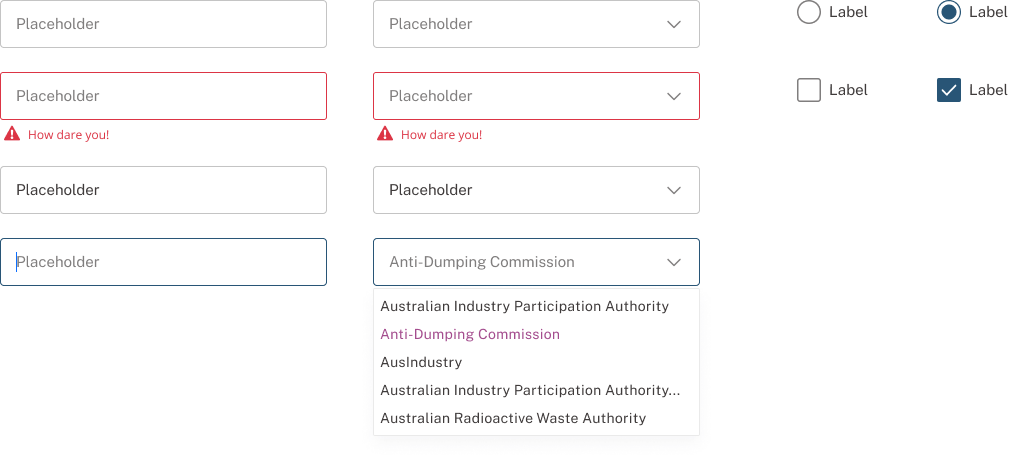 Placeholder
Placeholder
Label
Label
Placeholder
Placeholder
Label
Label
How dare you!
How dare you!
Placeholder
Placeholder
Placeholder
Anti-Dumping Commission
Australian Industry Participation Authority
Anti-Dumping Commission
AusIndustry
Australian Industry Participation Authority...
Australian Radioactive Waste Authority